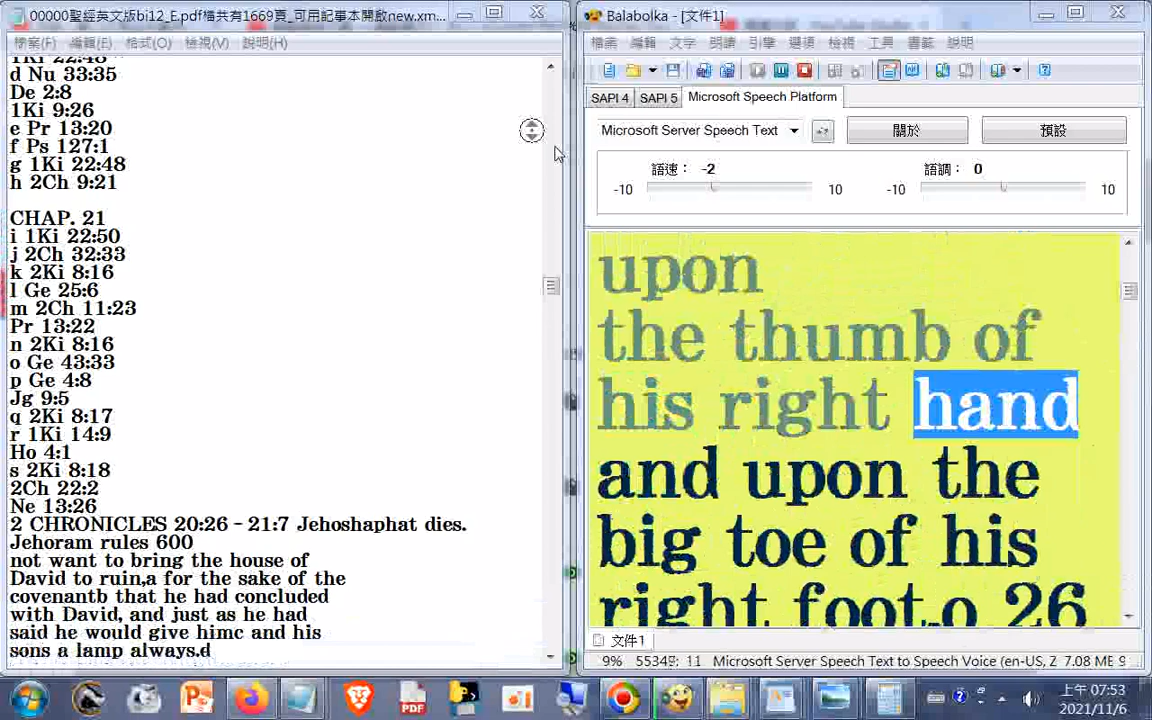 00000聖經英文版bi12_E.pdf檔共有1669頁_可用記事本開啟new.xm...
檔案(F) 編輯(E) 格式(O) 檢視(V) 說明(H)
1Ki 22:48
d Nu 33:35
De 2:8
1Ki 9:26
e Pr 13:20
f Ps 127:1
g 1Ki 22:48
h 2Ch 9:21
CHAP. 21
i 1Ki 22:50
j 2Ch 32:33
k 2Ki 8:16
l Ge 25:6
m 2Ch 11:23
Pr 13:22
n 2Ki 8:16
o Ge 43:33
p Ge 4:8
Jg 9:5
q 2Ki 8:17
r 1Ki 14:9
Ho 4:1
s 2Ki 8:18
2Ch 22:2
Ne 13:26
2 CHRONICLES 20:26 – 21:7 Jehoshaphat dies.
Jehoram rules 600
not want to bring the house of
David to ruin,a for the sake of the
covenantb that he had concluded
with David, and just as he had
said he would give himc and his
sons a lamp always.d
Balabolka - [文件1]
檔案 編輯 文字 朗讀 引擎 選項 檢視 工具 書籤 說明
SAPI 4 SAPI 5 Microsoft Speech Platform
Microsoft Server Speech Text 關於 預設
語速： -2 語調： 0
-10 10 -10 10
upon
the thumb of
his right hand
and upon the
big toe of his
right foot.o 26
文件1
9% 5534 : 11 Microsoft Server Speech Text to Speech Voice (en-US, Z 7.08 MB 9
PDF
上午 07:53
2021/11/6